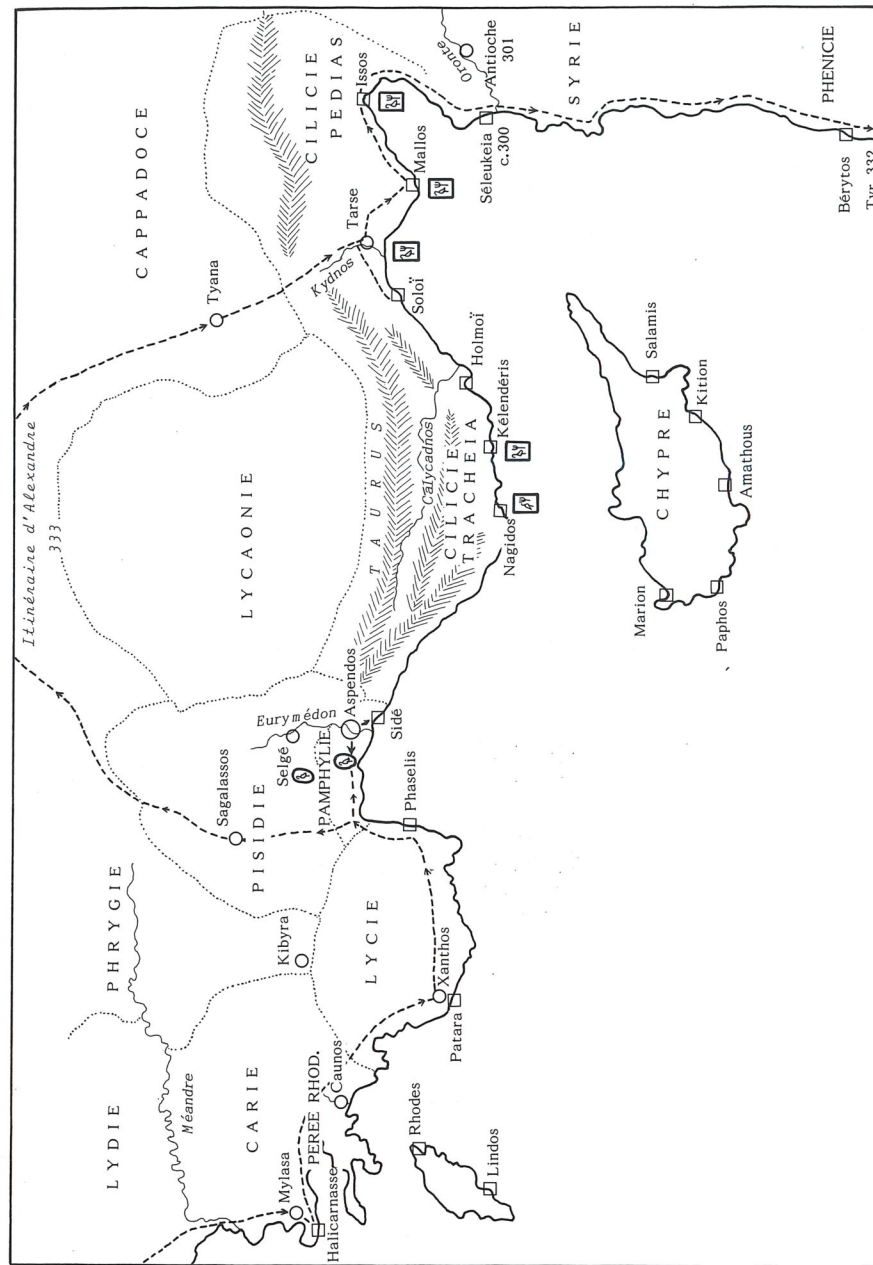 Itinéraire d'Alexandre
333
LYDIE
PHRYGIE
Méandre
CARIE
Mylasa
Halicarnasse
PEREE RHOD.
Caunos
Kibyra
LYCIE
Xanthos
Patara
Rhodes
Lindos
PISIDIE
Sagalassos
Selgé
PAMPHYLIE
Eurymédon
Aspendos
Sidé
Phaselis
LYCAONIE
TAURUS
CILICIE
TRACHEIA
Calycadnos
Nagidos
Kélendéris
Holmoï
CAPPADOCE
Tyana
Kydnos
Tarse
Soloï
CILICIE
PEDIAS
Mallos
Issos
Oronte
Antioche
301
Séleukeia
c.300
SYRIE
PHENICIE
Bérytos
Tyr 332
CHYPRE
Marion
Paphos
Amathous
Kition
Salamis